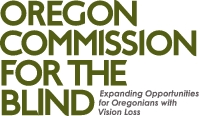 OREGON
COMMISSION
FOR THE
BLIND
Expanding Opportunities
for Oregonians with
Vision Loss